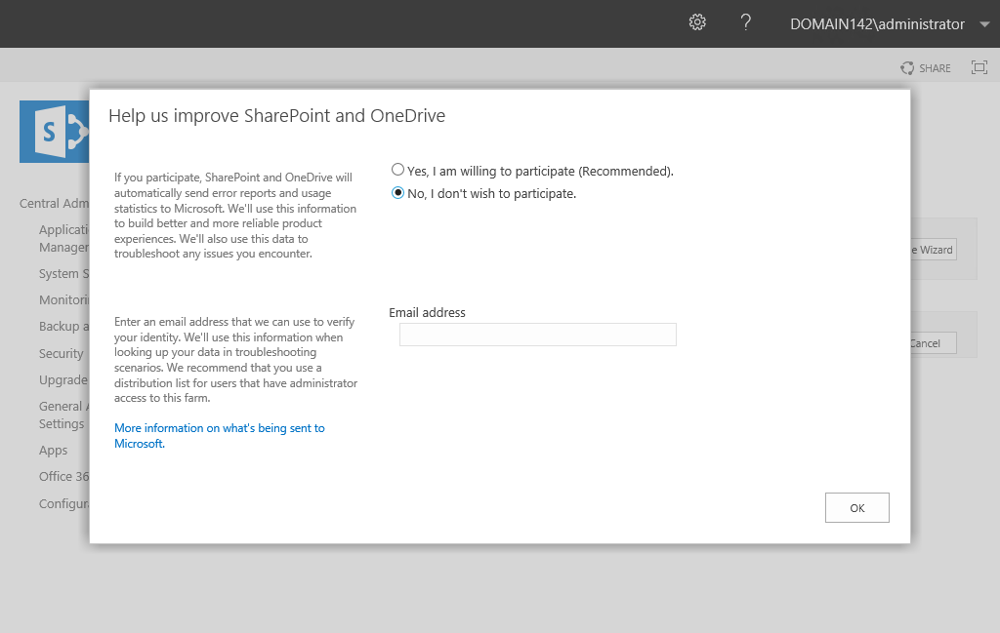 DOMAIN142\administrator
SHARE
Help us improve SharePoint and OneDrive
If you participate, SharePoint and OneDrive will
automatically send error reports and usage
statistics to Microsoft. We'll use this information
to build better and more reliable product
experiences. We'll also use this data to
troubleshoot any issues you encounter.
Yes, I am willing to participate (Recommended).
No, I don't wish to participate.
Enter an email address that we can use to verify
your identity. We'll use this information when
looking up your data in troubleshooting
scenarios. We recommend that you use a
distribution list for users that have administrator
access to this farm.
More information on what's being sent to
Microsoft.
Email address
OK
S
Central Adm
Applicati
Manager
System S
Monitori
Backup a
Security
Upgrade
General A
Settings
Apps
Office 36
Configur
e Wizard
Cancel